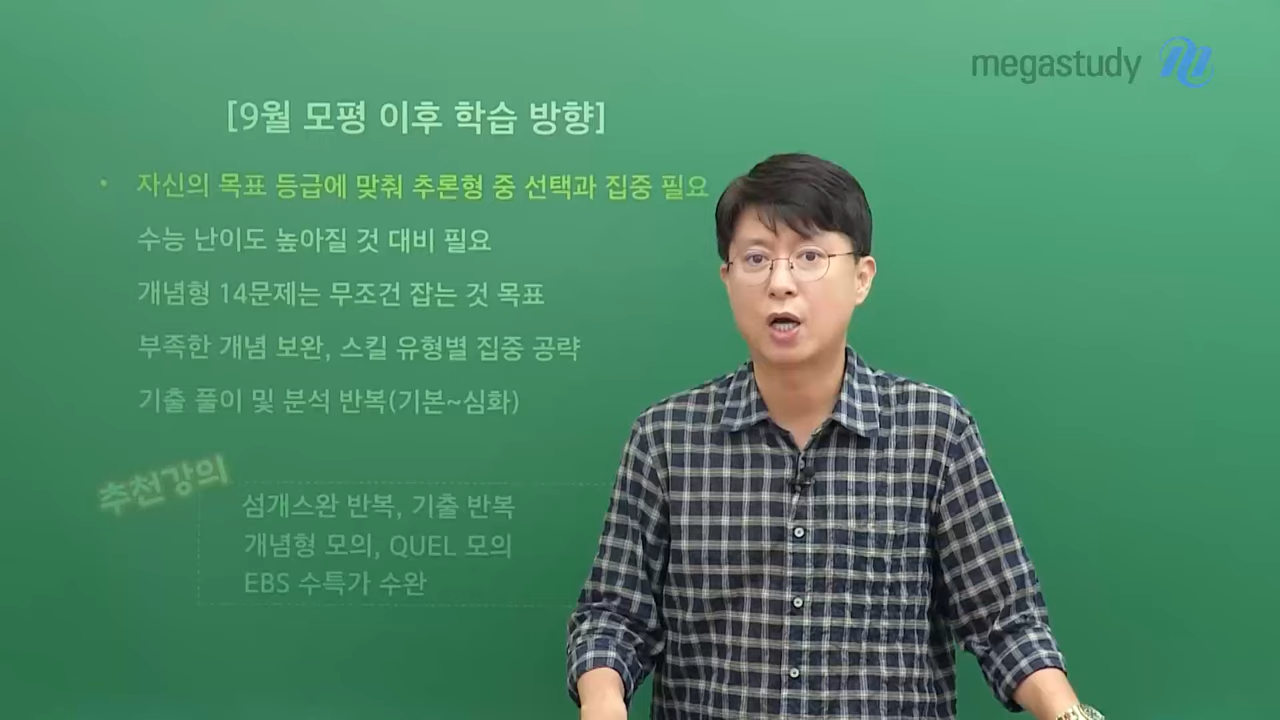 megastudy
[9월 모평 이후 학습 방향]
• 자신의 목표 등급에 맞춰 추론형 중 선택과 집중 필요
수능 난이도 높아질 것 대비 필요
개념형 14문제는 무조건 잡는 것 목표
부족한 개념 보완, 스킬 유형별 집중 공략
기출 풀이 및 분석 반복(기본~심화)
추천강의
섬개스완 반복, 기출 반복
개념형 모의, QUEL 모의
EBS 수특가 수완